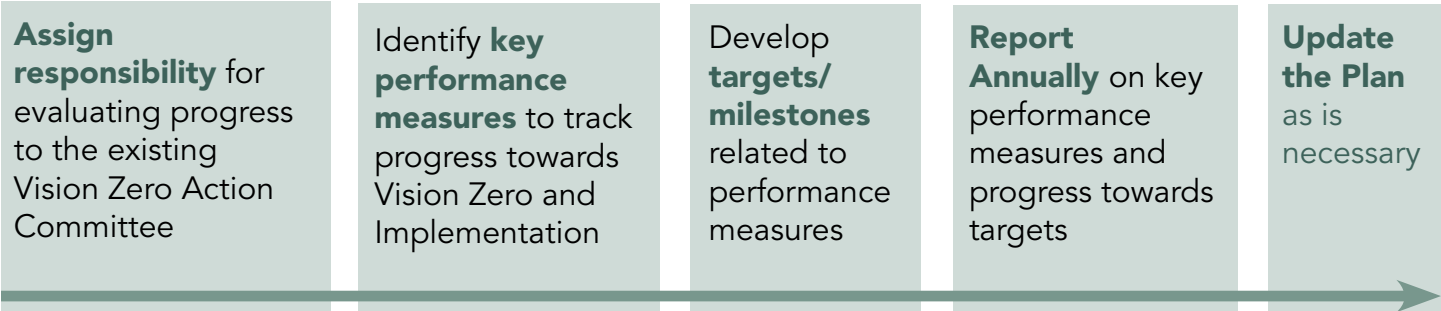 Assign
responsibility for
evaluating progress
to the existing
Vision Zero Action
Committee
Identify key
performance
measures to track
progress towards
Vision Zero and
Implementation
Develop
targets/
milestones
related to
performance
measures
Report
Annually on key
performance
measures and
progress towards
targets
Update
the Plan
as is
necessary